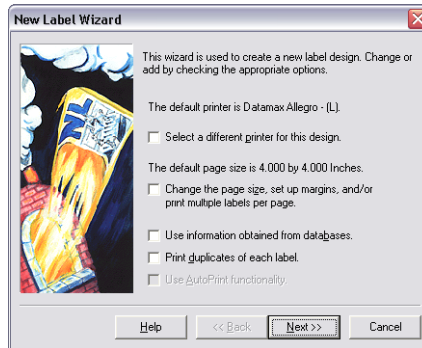 New Label Wizard
This wizard is used to create a new label design. Change or
add by checking the appropriate options.
The default printer is Datamax Allegro - (L).
Select a different printer for this design.
The default page size is 4.000 by 4.000 Inches.
Change the page size, set up margins, and/or
print multiple labels per page.
Use information obtained from databases.
Print duplicates of each label.
Use AutoPrint functionality.
NL
Help << Back Next >> Cancel